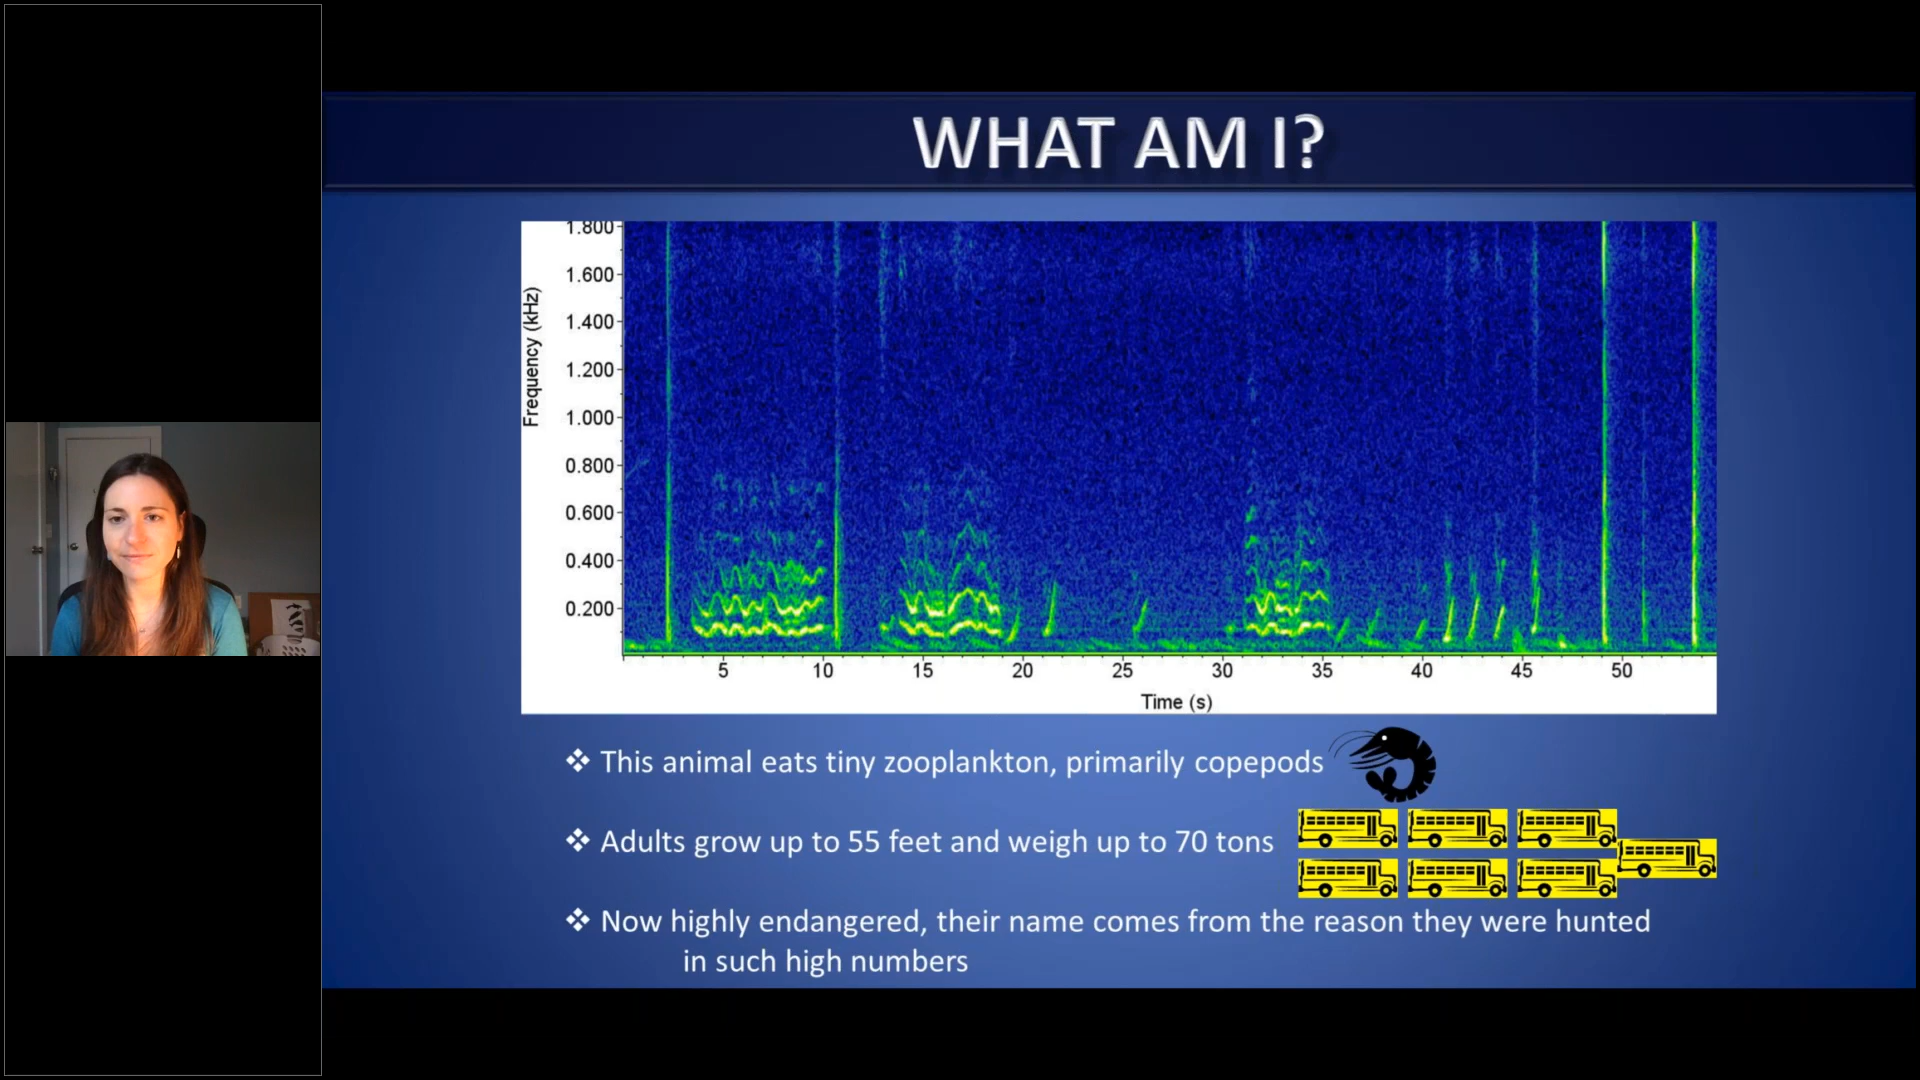 WHAT AM I?
Frequency (kHz)
1.800
1.600
1.400
1.200
1.000
0.800
0.600
0.400
0.200
5 10 15 20 25 30 35 40 45 50
Time (s)
❖ This animal eats tiny zooplankton, primarily copepods
❖ Adults grow up to 55 feet and weigh up to 70 tons
❖ Now highly endangered, their name comes from the reason they were hunted
in such high numbers